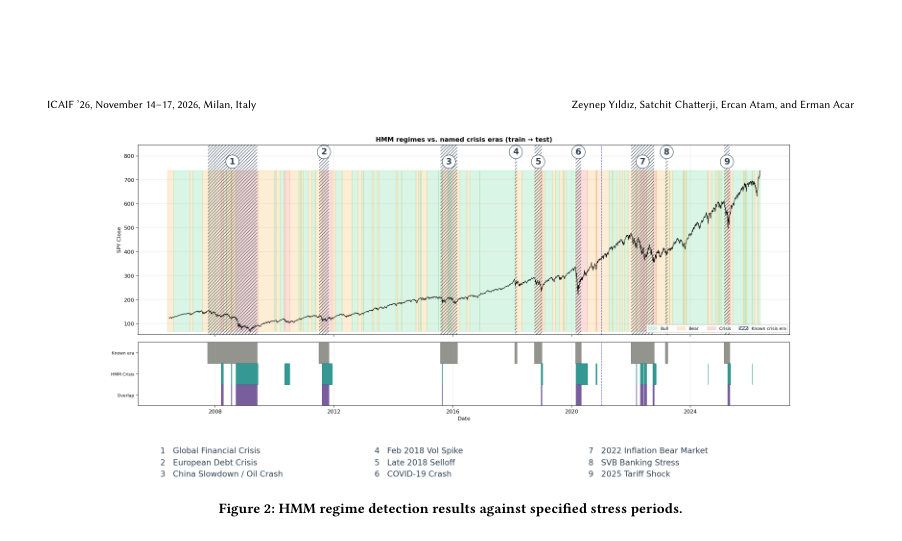 ICAIF ’26, November 14–17, 2026, Milan, Italy
Zeynep Yıldız, Satchit Chatterji, Ercan Atam, and Erman Acar
HMM regimes vs. named crisis eras (train → test)
1 2 3 4 5 6 7 8 9
800
700
600
500
400
300
200
100
SPY Close
Bull Bear Crisis Known crisis era
Known era
HMM Crisis
Overlap
2008 2012 2016 2020 2024
Date
1 Global Financial Crisis
2 European Debt Crisis
3 China Slowdown / Oil Crash
4 Feb 2018 Vol Spike
5 Late 2018 Selloff
6 COVID-19 Crash
7 2022 Inflation Bear Market
8 SVB Banking Stress
9 2025 Tariff Shock
Figure 2: HMM regime detection results against specified stress periods.